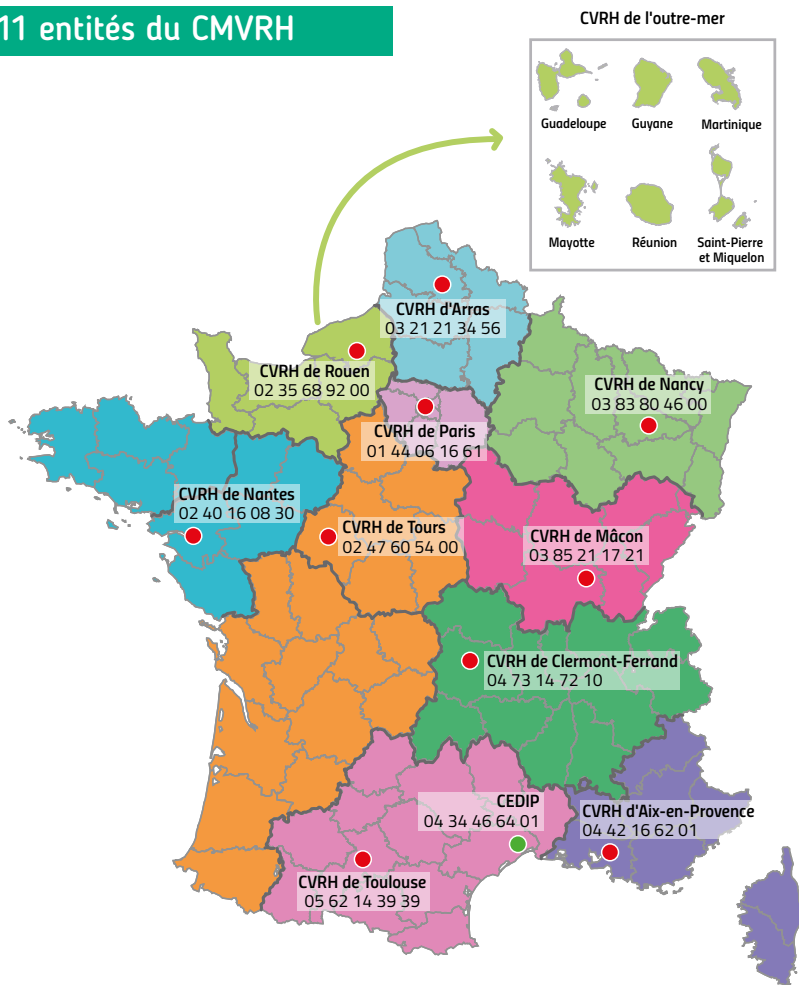 11 entités du CMVRH
CVRH de l'outre-mer
Guadeloupe
Guyane
Martinique
Mayotte
Réunion
Saint-Pierre
et Miquelon
CVRH d'Arras
03 21 21 34 56
CVRH de Rouen
02 35 68 92 00
CVRH de Nancy
03 83 80 46 00
CVRH de Paris
01 44 06 16 61
CVRH de Nantes
02 40 16 08 30
CVRH de Tours
02 47 60 54 00
CVRH de Mâcon
03 85 21 17 21
CVRH de Clermont-Ferrand
04 73 14 72 10
CEDIP
04 34 46 64 01
CVRH d'Aix-en-Provence
04 42 16 62 01
CVRH de Toulouse
05 62 14 39 39